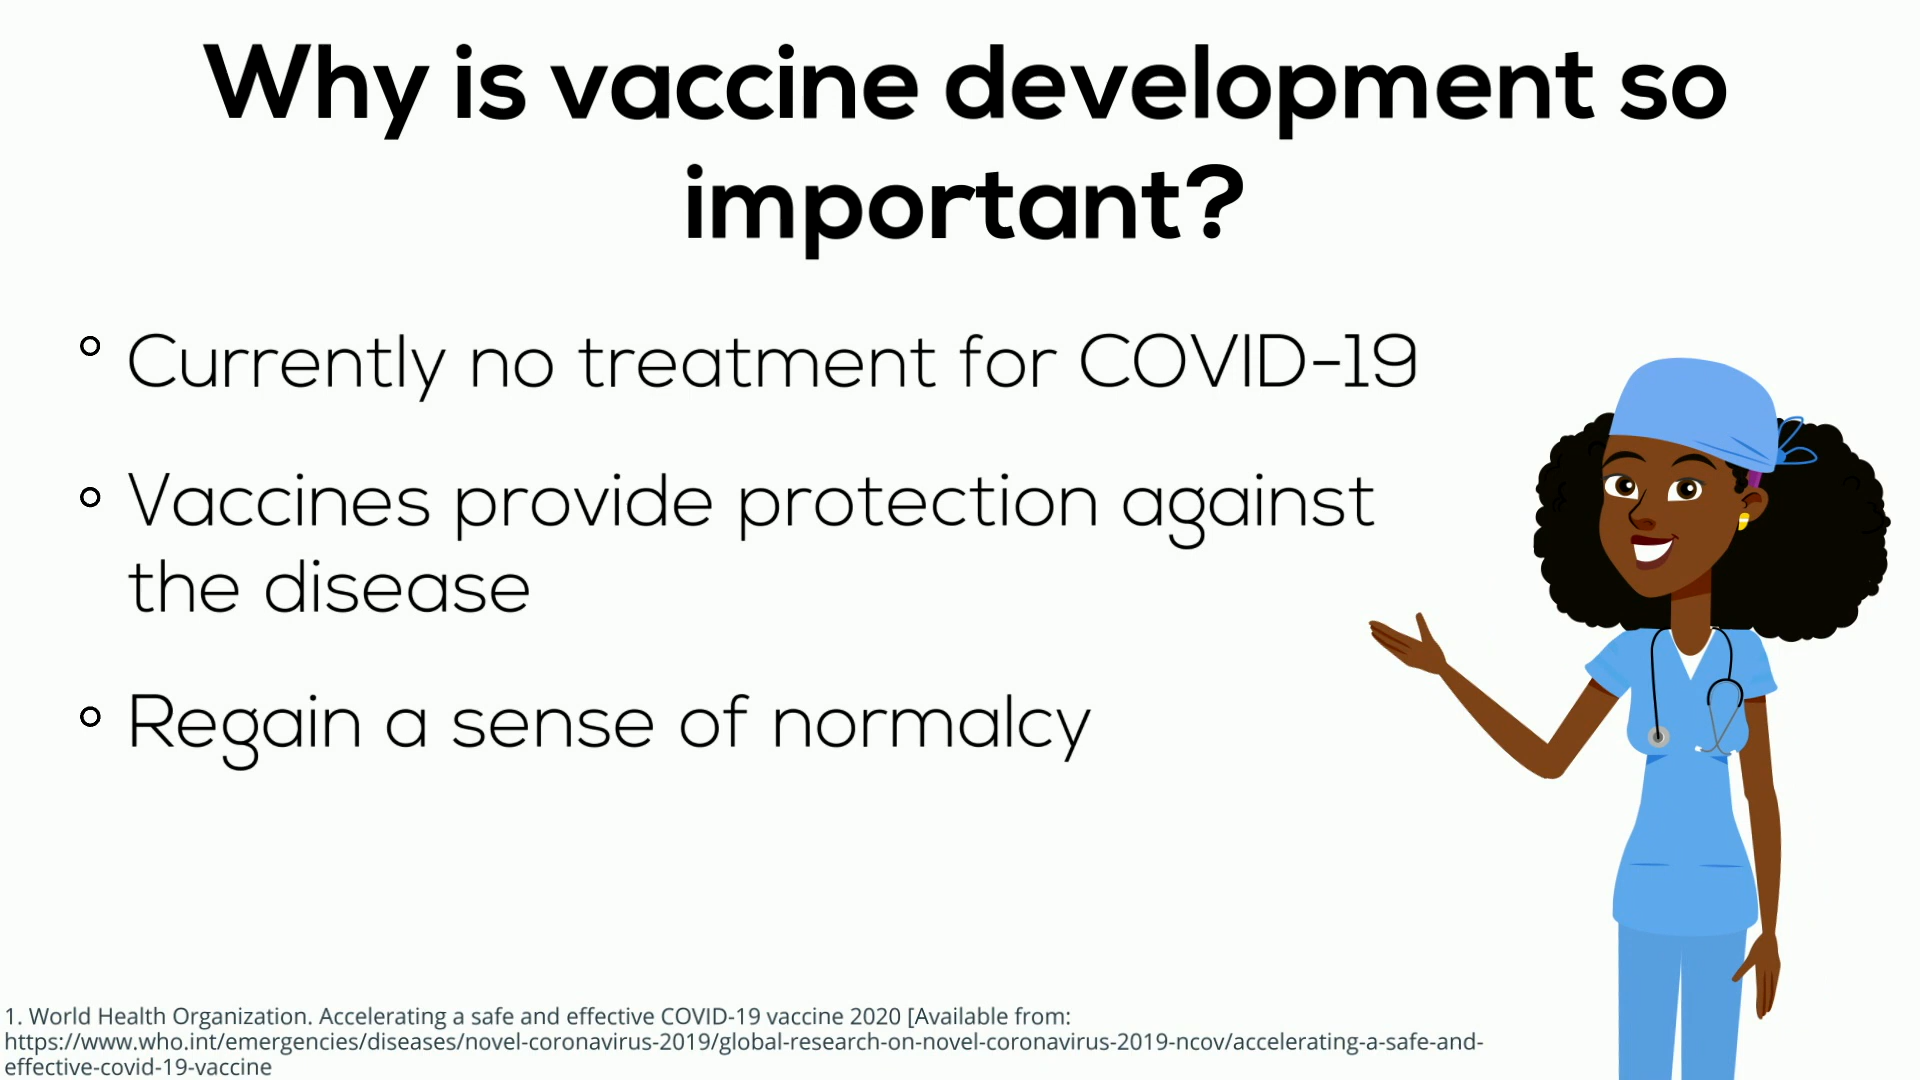 Why is vaccine development so
important?
Currently no treatment for COVID-19
Vaccines provide protection against
the disease
Regain a sense of normalcy
1. World Health Organization. Accelerating a safe and effective COVID-19 vaccine 2020 [Available from:
https://www.who.int/emergencies/diseases/novel-coronavirus-2019/global-research-on-novel-coronavirus-2019-ncov/accelerating-a-safe-and-
effective-covid-19-vaccine